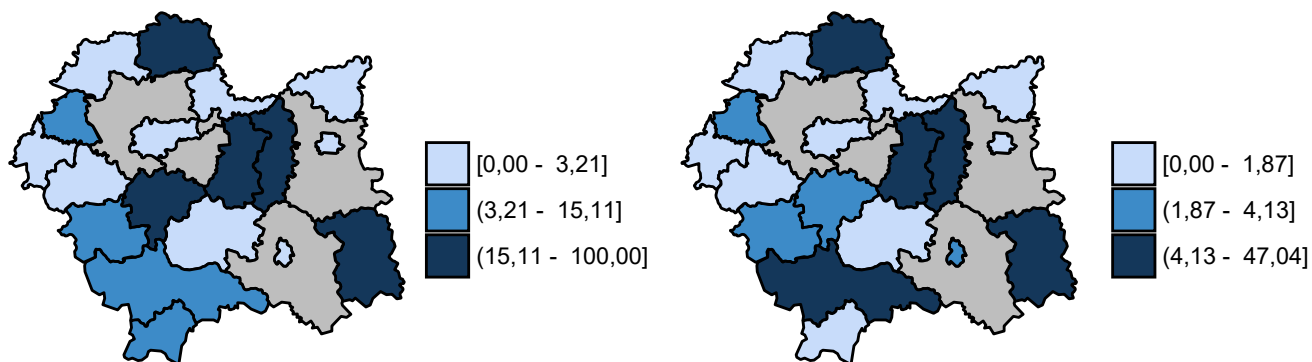 [0,00 - 3,21]
(3,21 - 15,11]
(15,11 - 100,00]
[0,00 - 1,87]
(1,87 - 4,13]
(4,13 - 47,04]